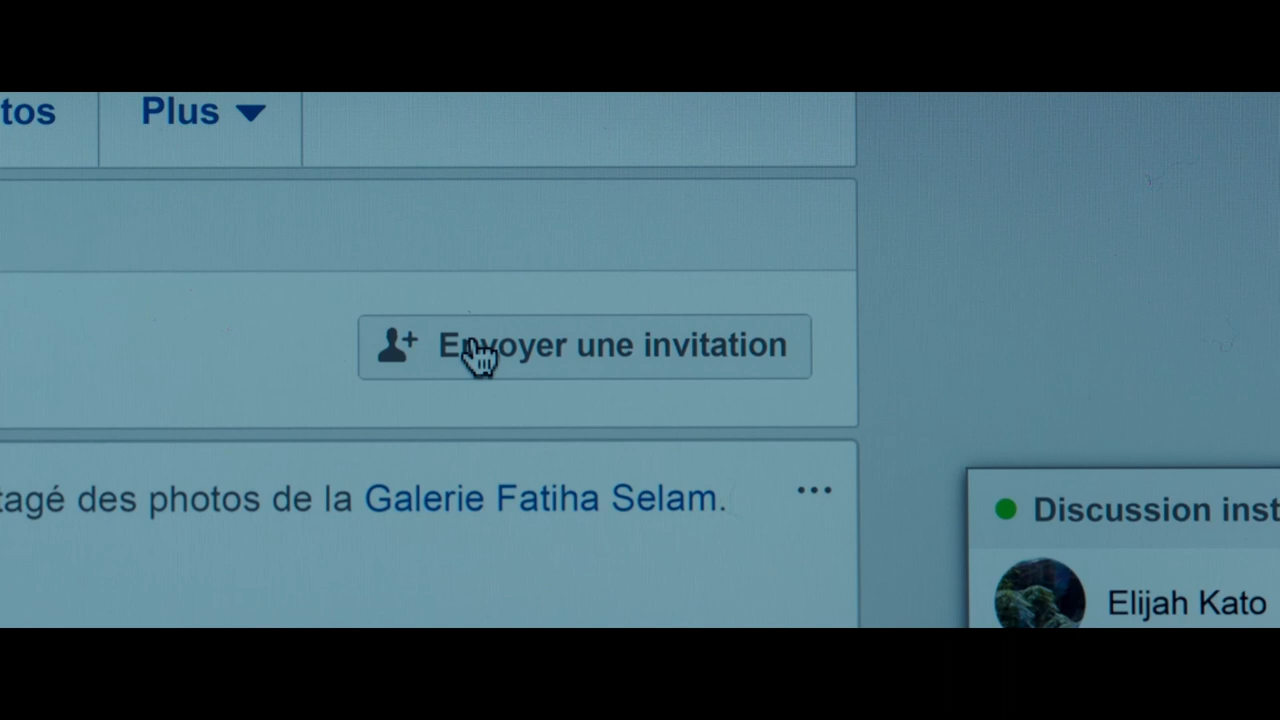 tos
Plus
Envoyer une invitation
tagé des photos de la Galerie Fatiha Selam.
Discussion inst
Elijah Kato